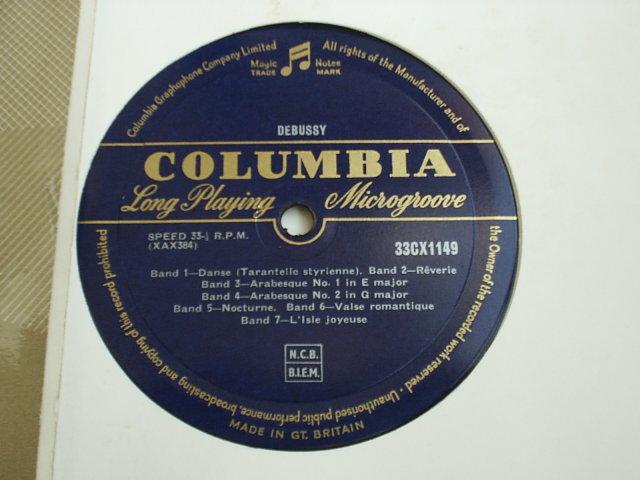 Columbia Graphophone Company Limited
All rights of the Manufacturer and of
the Owner of the recorded work reserved · Unauthorised public performance, broadcasting and copying of this record prohibited
Magic Notes
TRADE MARK
DEBUSSY
COLUMBIA
Long Playing Microgroove
SPEED 33-⅓ R.P.M.
(XAX384)
33CX1149
Band 1—Danse (Tarantelle styrienne). Band 2—Rêverie
Band 3—Arabesque No. 1 in E major
Band 4—Arabesque No. 2 in G major
Band 5—Nocturne. Band 6—Valse romantique
Band 7—L'Isle joyeuse
N.C.B.
B.I.E.M.
MADE IN GT. BRITAIN